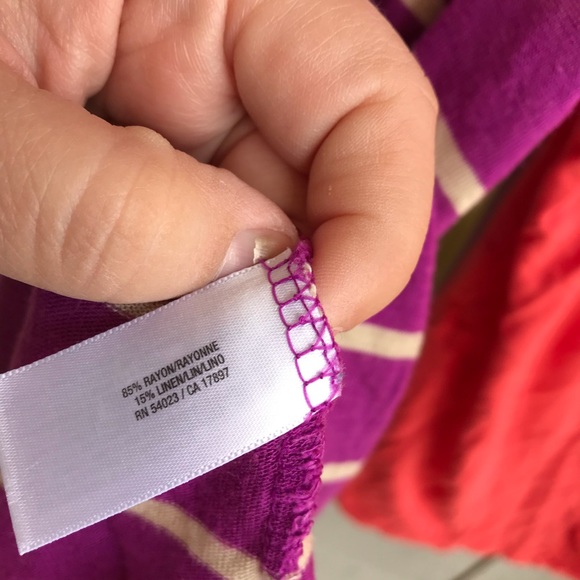 85% RAYON/RAYONNE
15% LINEN/LIN/LINO
RN 54023 / CA 17897